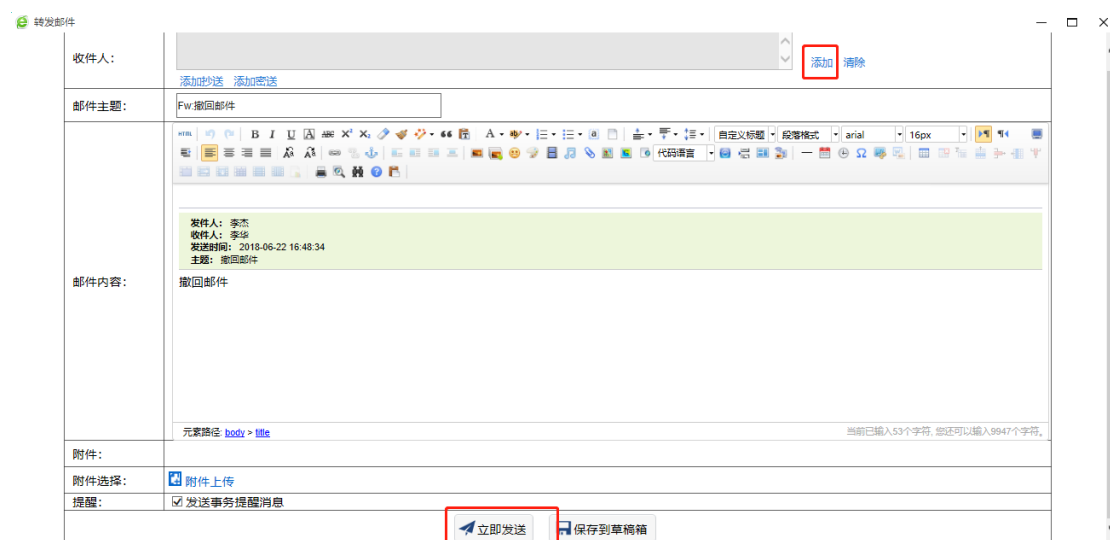 转发邮件
收件人：
添加 清除
添加抄送 添加密送
邮件主题：
Fw:撤回邮件
HTML B I U A ABC X² X₂ A 自定义标题 段落格式 arial 16px
代码语言
发件人： 李杰
收件人： 李华
发送时间： 2018-06-22 16:48:34
主题： 撤回邮件
邮件内容：
撤回邮件
元素路径: body > title
当前已输入53个字符, 您还可以输入9947个字符。
附件：
附件选择：
附件上传
提醒：
发送事务提醒消息
立即发送 保存到草稿箱